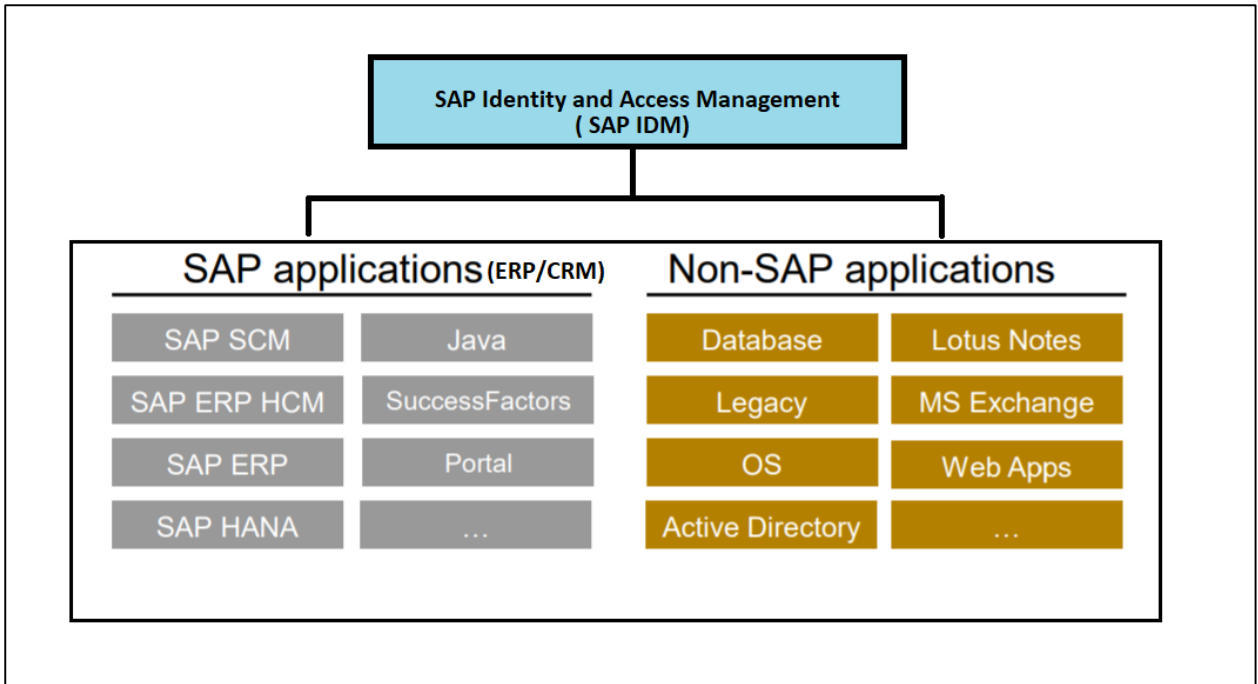 SAP Identity and Access Management
( SAP IDM)
SAP applications (ERP/CRM)
Non-SAP applications
SAP SCM
Java
SAP ERP HCM
SuccessFactors
SAP ERP
Portal
SAP HANA
...
Database
Lotus Notes
Legacy
MS Exchange
OS
Web Apps
Active Directory
...